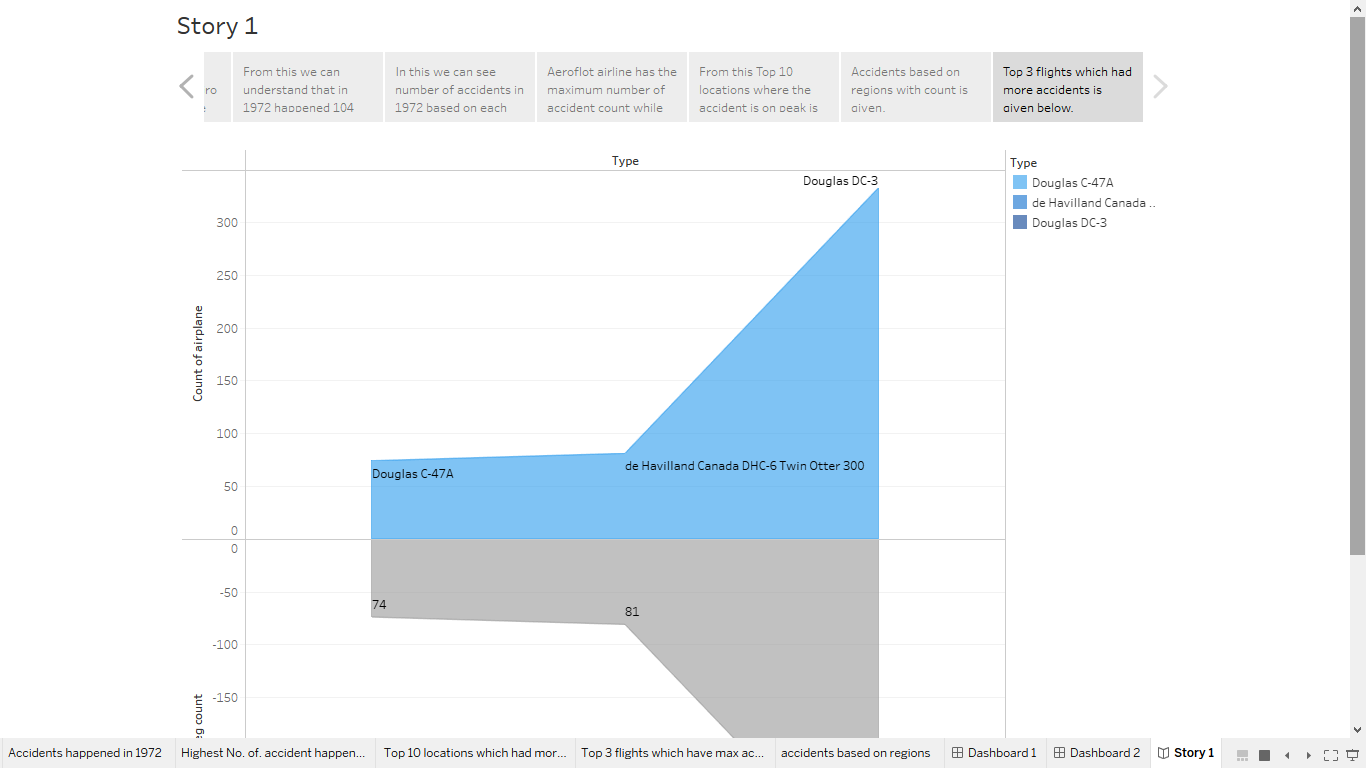 Story 1
ro
From this we can
understand that in
1972 happened 104
In this we can see
number of accidents in
1972 based on each
Aeroflot airline has the
maximum number of
accident count while
From this Top 10
locations where the
accident is on peak is
Accidents based on
regions with count is
given.
Top 3 flights which had
more accidents is
given below.
Type
Type
Douglas C-47A
de Havilland Canada ..
Douglas DC-3
Douglas DC-3
300
250
200
150
100
50
0
Count of airplane
Douglas C-47A
de Havilland Canada DHC-6 Twin Otter 300
0
-50
-100
-150
eg count
74
81
Accidents happened in 1972
Highest No. of. accident happen...
Top 10 locations which had mor...
Top 3 flights which have max ac...
accidents based on regions
Dashboard 1
Dashboard 2
Story 1